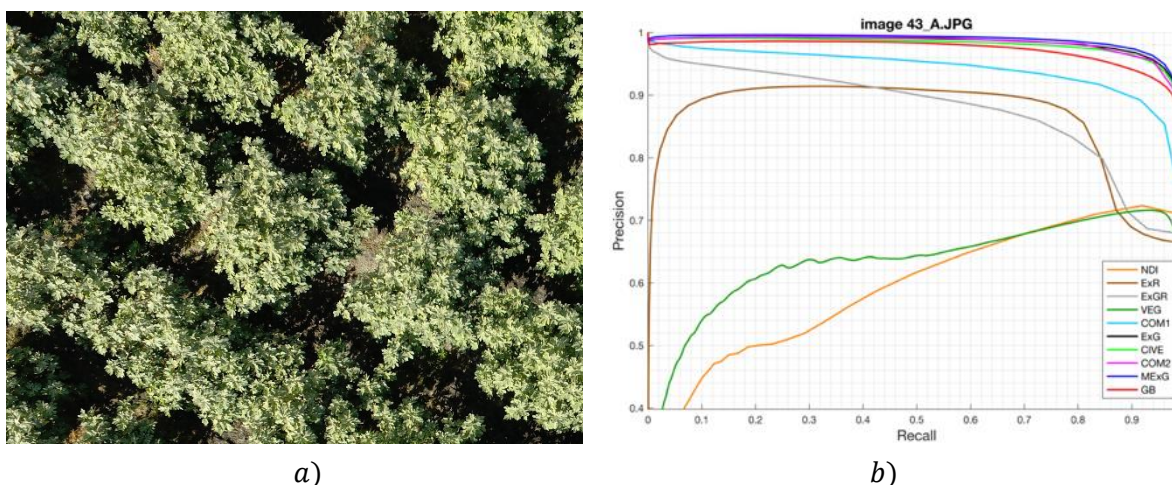 image 43_A.JPG
1
0.9
0.8
0.7
0.6
0.5
0.4
Precision
0 0.1 0.2 0.3 0.4 0.5 0.6 0.7 0.8 0.9
Recall
NDI
ExR
ExGR
VEG
COM1
ExG
CIVE
COM2
MExG
GB
a) b)